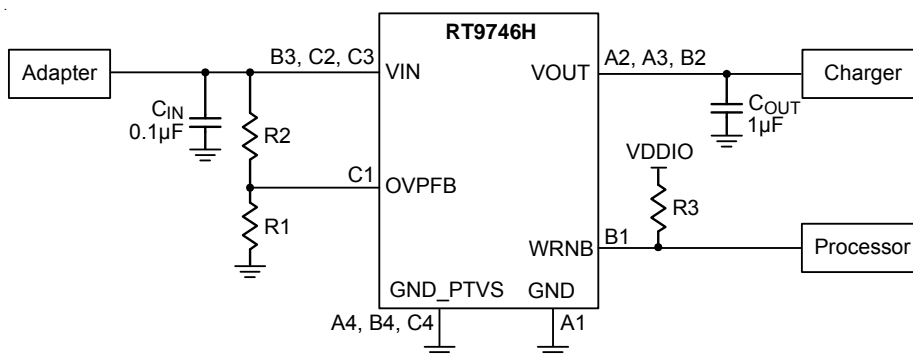 RT9746H
Adapter
B3, C2, C3
VIN
VOUT
A2, A3, B2
Charger
CIN
0.1µF
R2
COUT
1µF
VDDIO
C1
OVPFB
R3
R1
WRNB
B1
Processor
GND_PTVS
GND
A4, B4, C4
A1